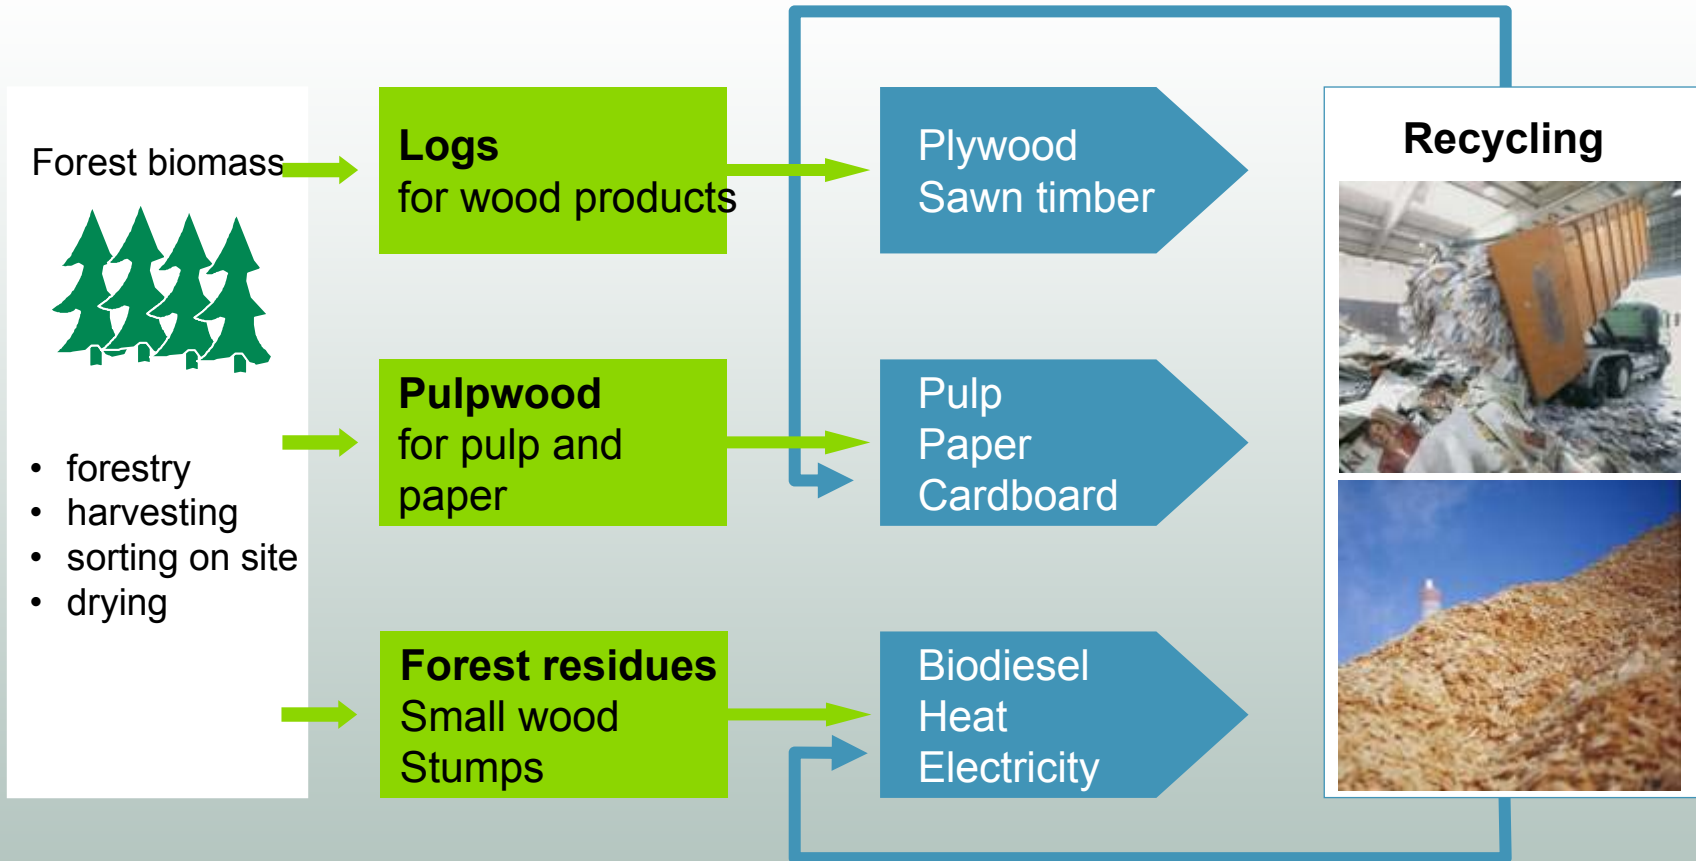 Forest biomass
• forestry
• harvesting
• sorting on site
• drying
Logs
for wood products
Pulpwood
for pulp and
paper
Forest residues
Small wood
Stumps
Plywood
Sawn timber
Pulp
Paper
Cardboard
Biodiesel
Heat
Electricity
Recycling